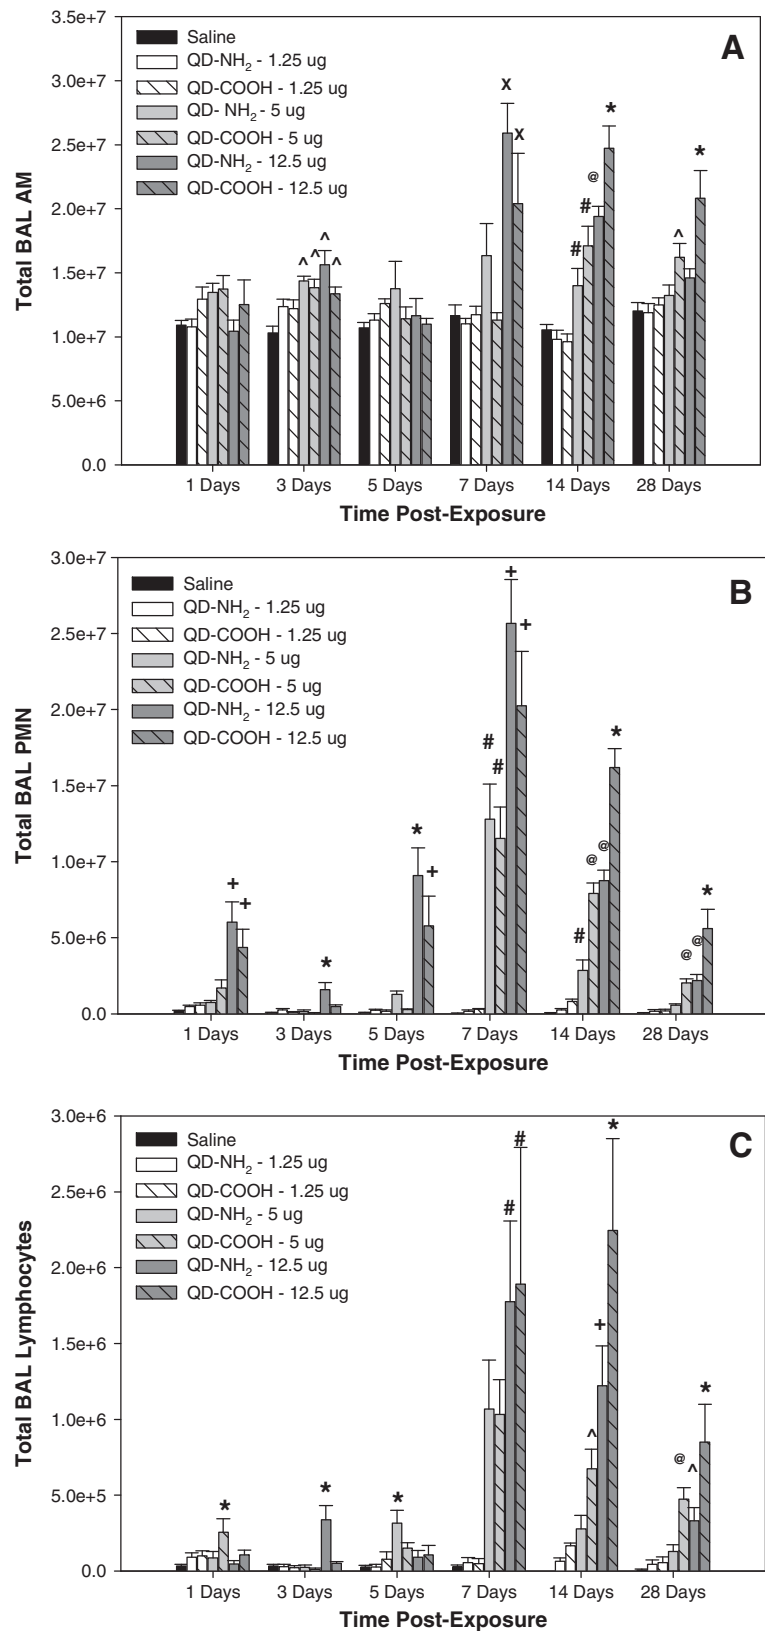 A
Saline
QD-NH2 - 1.25 ug
QD-COOH - 1.25 ug
QD- NH2 - 5 ug
QD-COOH - 5 ug
QD-NH2 - 12.5 ug
QD-COOH - 12.5 ug
Total BAL AM
3.5e+7
3.0e+7
2.5e+7
2.0e+7
1.5e+7
1.0e+7
5.0e+6
0.0
^ ^ ^ ^
x x
# # @ *
^ *
1 Days 3 Days 5 Days 7 Days 14 Days 28 Days
Time Post-Exposure
B
Saline
QD-NH2 - 1.25 ug
QD-COOH - 1.25 ug
QD-NH2 - 5 ug
QD-COOH - 5 ug
QD-NH2 - 12.5 ug
QD-COOH - 12.5 ug
Total BAL PMN
3.0e+7
2.5e+7
2.0e+7
1.5e+7
1.0e+7
5.0e+6
0.0
+ +
*
* +
# # + +
# @ @ *
@ @ *
1 Days 3 Days 5 Days 7 Days 14 Days 28 Days
Time Post-Exposure
C
Saline
QD-NH2 - 1.25 ug
QD-COOH - 1.25 ug
QD-NH2 - 5 ug
QD-COOH - 5 ug
QD-NH2 - 12.5 ug
QD-COOH - 12.5 ug
Total BAL Lymphocytes
3.0e+6
2.5e+6
2.0e+6
1.5e+6
1.0e+6
5.0e+5
0.0
*
*
*
# #
^ + *
@ ^ *
1 Days 3 Days 5 Days 7 Days 14 Days 28 Days
Time Post-Exposure